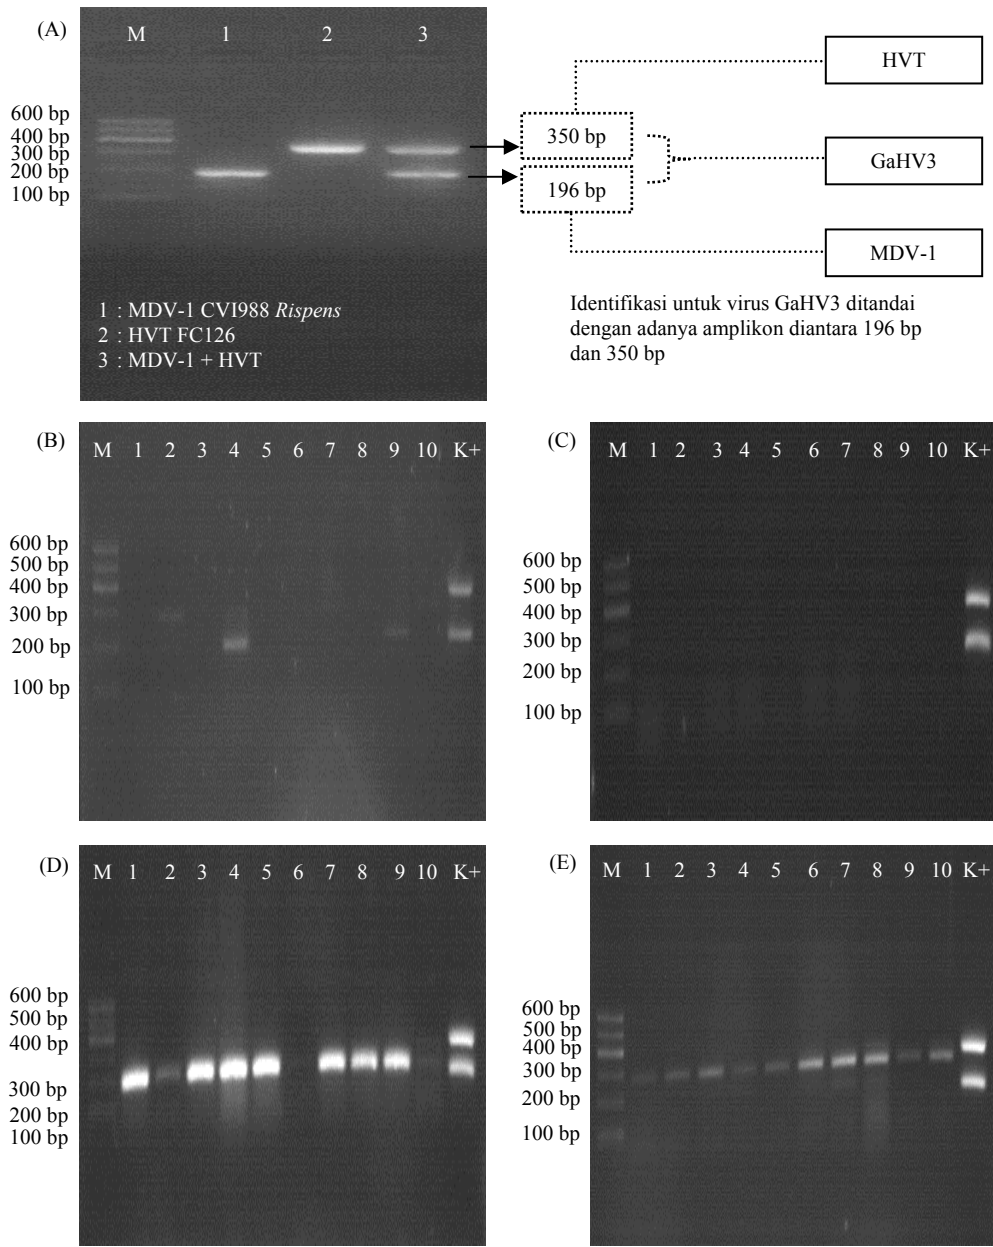 (A)
M 1 2 3
600 bp
400 bp
300 bp
200 bp
100 bp
1 : MDV-1 CVI988 Rispens
2 : HVT FC126
3 : MDV-1 + HVT
350 bp
196 bp
HVT
GaHV3
MDV-1
Identifikasi untuk virus GaHV3 ditandai
dengan adanya amplikon diantara 196 bp
dan 350 bp
(B)
M 1 2 3 4 5 6 7 8 9 10 K+
600 bp
500 bp
400 bp
300 bp
200 bp
100 bp
(C)
M 1 2 3 4 5 6 7 8 9 10 K+
600 bp
500 bp
400 bp
300 bp
200 bp
100 bp
(D)
M 1 2 3 4 5 6 7 8 9 10 K+
600 bp
500 bp
400 bp
300 bp
200 bp
100 bp
(E)
M 1 2 3 4 5 6 7 8 9 10 K+
600 bp
500 bp
400 bp
300 bp
200 bp
100 bp